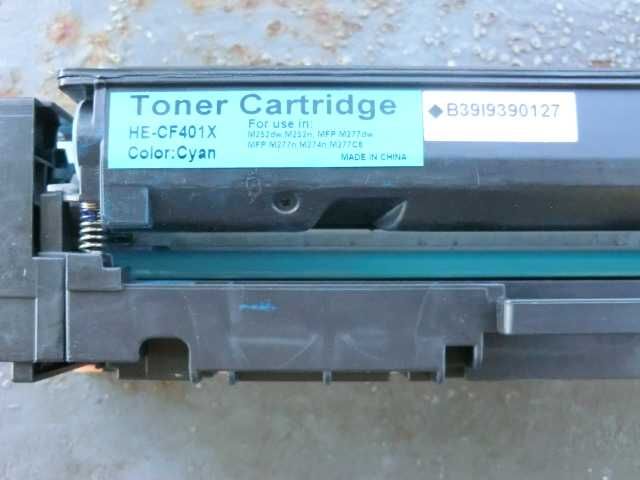 Toner Cartridge
HE-CF401X
Color:Cyan
For use in:
M252dw,M252n, MFP M277dw
MFP M277n,M274n,M277C6
MADE IN CHINA
◆B39I9390127